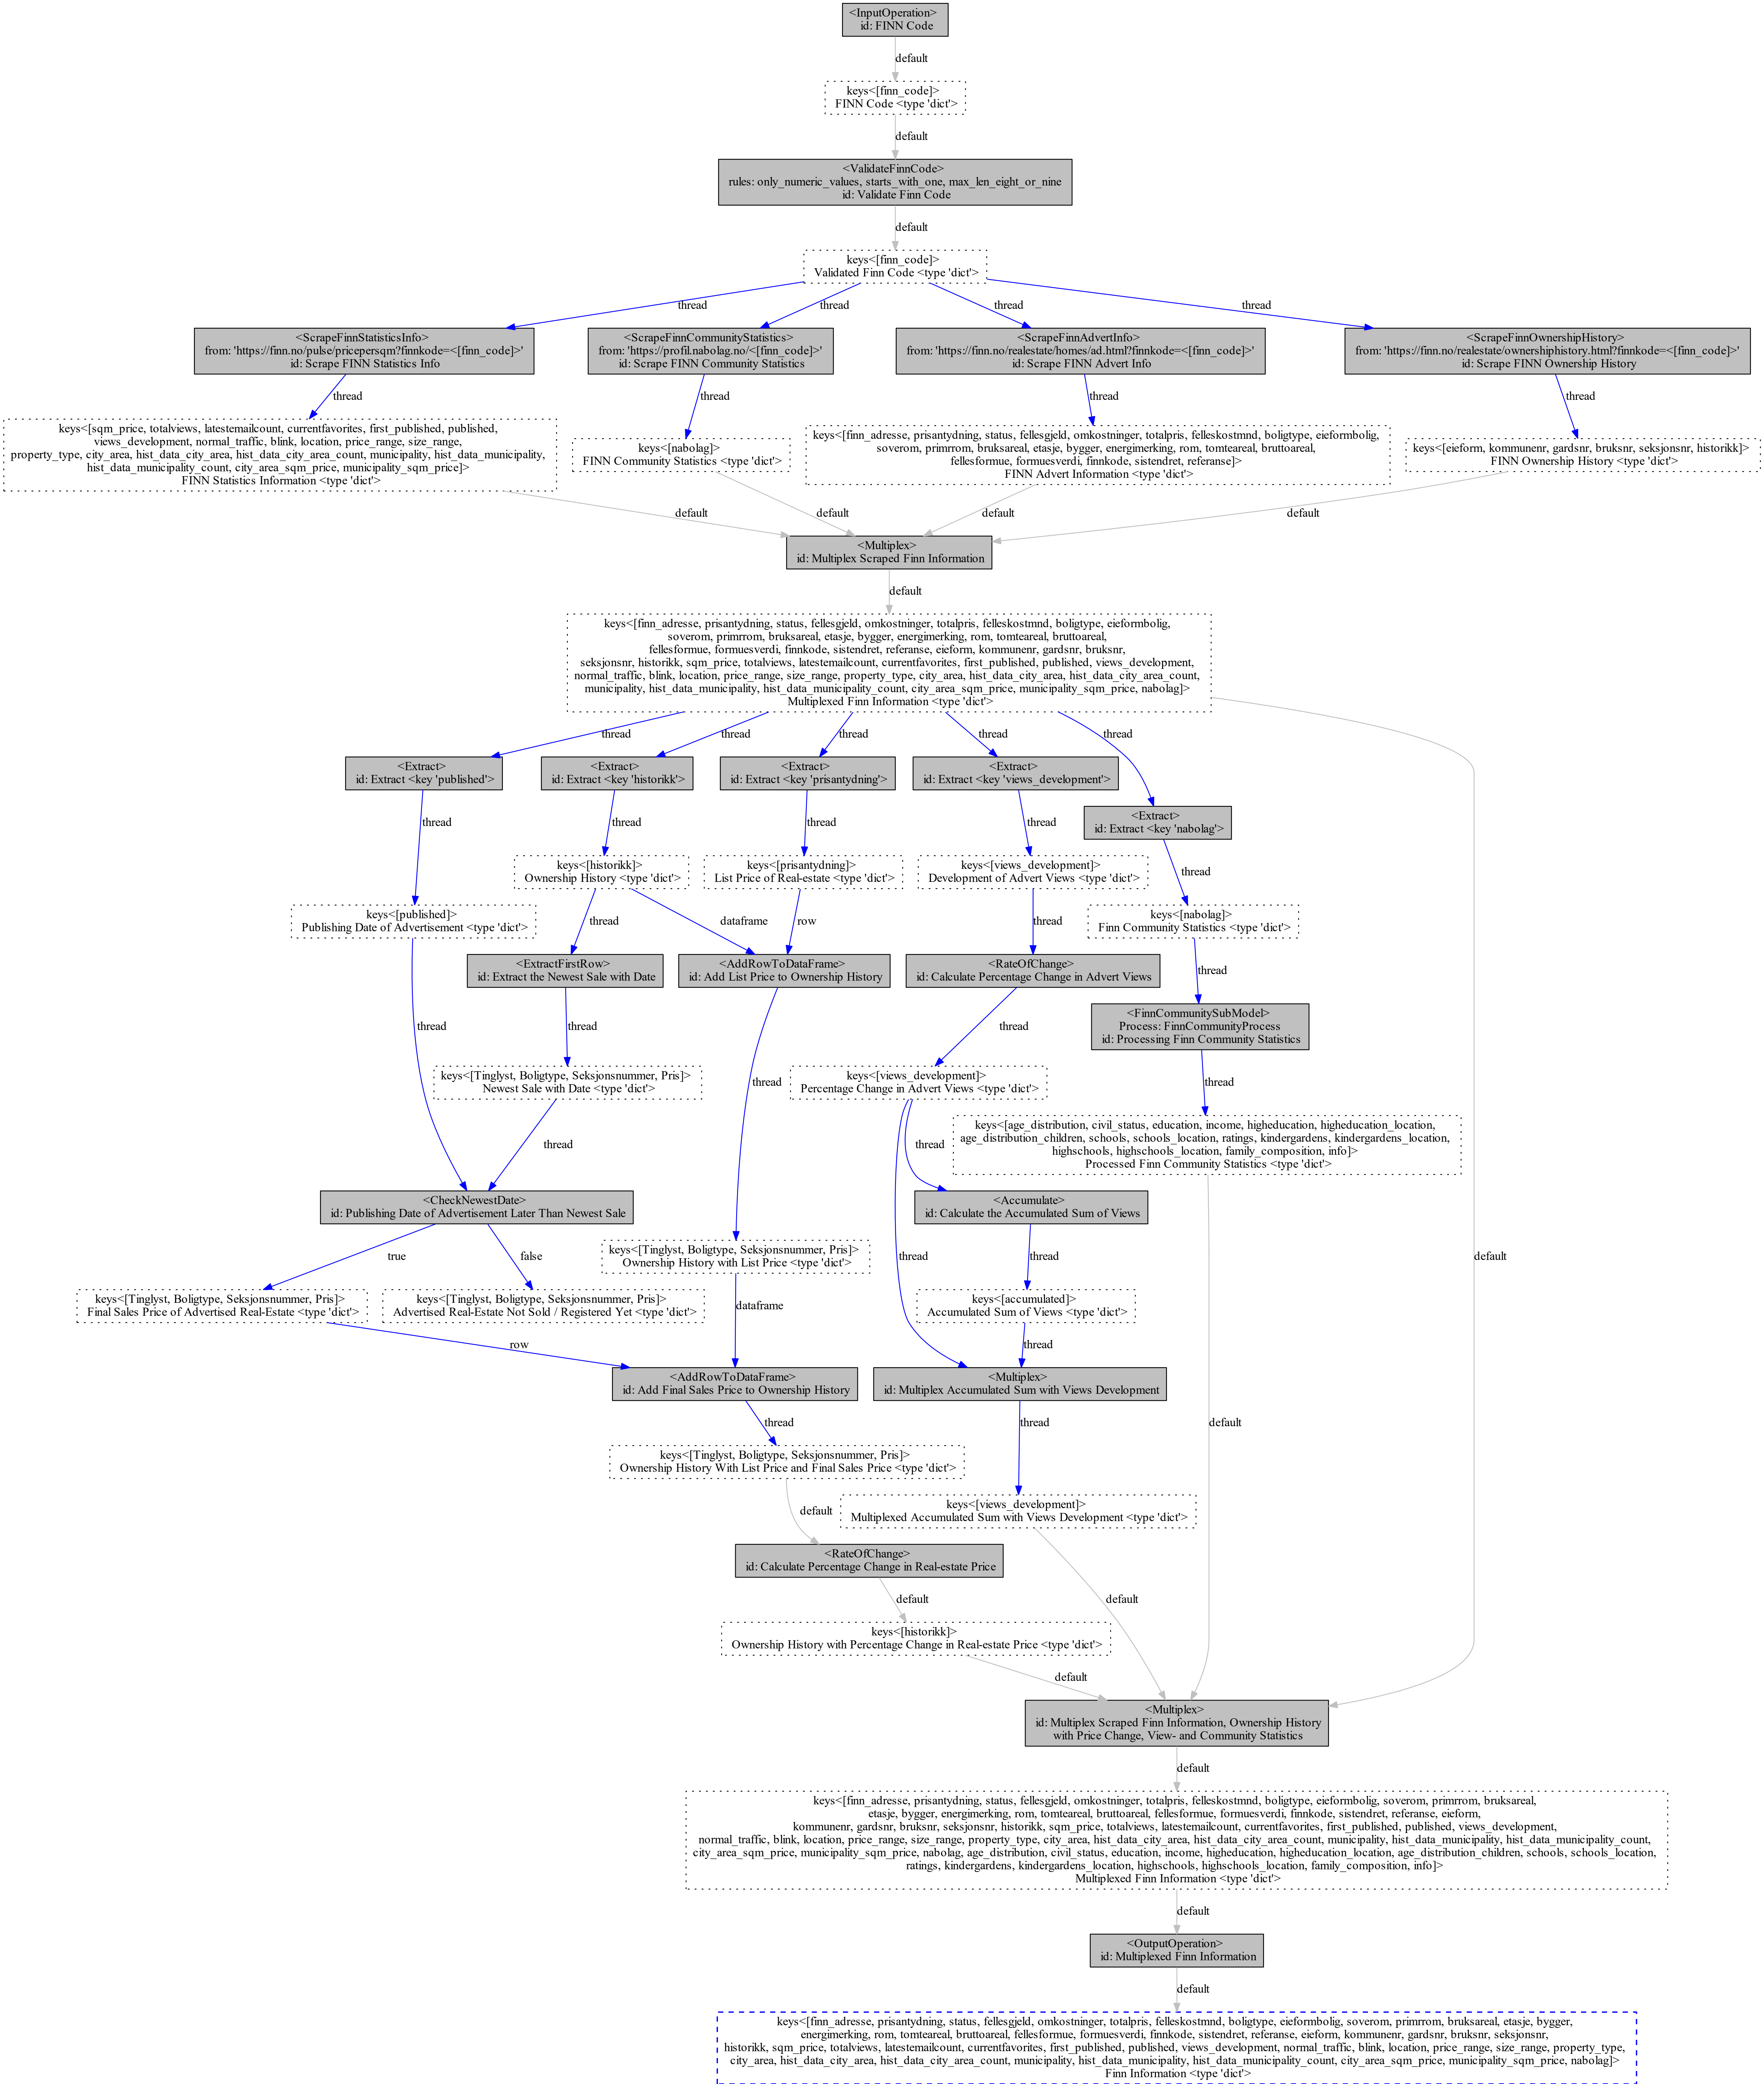 <InputOperation>
id: FINN Code
default
keys<[finn_code]>
FINN Code <type 'dict'>
default
<ValidateFinnCode>
rules: only_numeric_values, starts_with_one, max_len_eight_or_nine
id: Validate Finn Code
default
keys<[finn_code]>
Validated Finn Code <type 'dict'>
thread
thread
thread
thread
<ScrapeFinnStatisticsInfo>
from: 'https://finn.no/pulse/pricepersqm?finnkode=<[finn_code]>'
id: Scrape FINN Statistics Info
<ScrapeFinnCommunityStatistics>
from: 'https://profil.nabolag.no/<[finn_code]>'
id: Scrape FINN Community Statistics
<ScrapeFinnAdvertInfo>
from: 'https://finn.no/realestate/homes/ad.html?finnkode=<[finn_code]>'
id: Scrape FINN Advert Info
<ScrapeFinnOwnershipHistory>
from: 'https://finn.no/realestate/ownershiphistory.html?finnkode=<[finn_code]>'
id: Scrape FINN Ownership History
thread
thread
thread
thread
keys<[sqm_price, totalviews, latestemailcount, currentfavorites, first_published, published,
views_development, normal_traffic, blink, location, price_range, size_range,
property_type, city_area, hist_data_city_area, hist_data_city_area_count, municipality, hist_data_municipality,
hist_data_municipality_count, city_area_sqm_price, municipality_sqm_price]>
FINN Statistics Information <type 'dict'>
keys<[nabolag]>
FINN Community Statistics <type 'dict'>
keys<[finn_adresse, prisantydning, status, fellesgjeld, omkostninger, totalpris, felleskostmnd, boligtype, eieformbolig,
soverom, primrrom, bruksareal, etasje, bygger, energimerking, rom, tomteareal, bruttoareal,
fellesformue, formuesverdi, finnkode, sistendret, referanse]>
FINN Advert Information <type 'dict'>
keys<[eieform, kommunenr, gardsnr, bruksnr, seksjonsnr, historikk]>
FINN Ownership History <type 'dict'>
default
default
default
default
<Multiplex>
id: Multiplex Scraped Finn Information
default
keys<[finn_adresse, prisantydning, status, fellesgjeld, omkostninger, totalpris, felleskostmnd, boligtype, eieformbolig,
soverom, primrrom, bruksareal, etasje, bygger, energimerking, rom, tomteareal, bruttoareal,
fellesformue, formuesverdi, finnkode, sistendret, referanse, eieform, kommunenr, gardsnr, bruksnr,
seksjonsnr, historikk, sqm_price, totalviews, latestemailcount, currentfavorites, first_published, published, views_development,
normal_traffic, blink, location, price_range, size_range, property_type, city_area, hist_data_city_area, hist_data_city_area_count,
municipality, hist_data_municipality, hist_data_municipality_count, city_area_sqm_price, municipality_sqm_price, nabolag]>
Multiplexed Finn Information <type 'dict'>
thread
thread
thread
thread
thread
<Extract>
id: Extract <key 'published'>
<Extract>
id: Extract <key 'historikk'>
<Extract>
id: Extract <key 'prisantydning'>
<Extract>
id: Extract <key 'views_development'>
<Extract>
id: Extract <key 'nabolag'>
thread
thread
thread
thread
thread
keys<[historikk]>
Ownership History <type 'dict'>
keys<[prisantydning]>
List Price of Real-estate <type 'dict'>
keys<[views_development]>
Development of Advert Views <type 'dict'>
keys<[published]>
Publishing Date of Advertisement <type 'dict'>
keys<[nabolag]>
Finn Community Statistics <type 'dict'>
thread
dataframe
row
thread
<ExtractFirstRow>
id: Extract the Newest Sale with Date
<AddRowToDataFrame>
id: Add List Price to Ownership History
<RateOfChange>
id: Calculate Percentage Change in Advert Views
thread
<FinnCommunitySubModel>
Process: FinnCommunityProcess
id: Processing Finn Community Statistics
thread
thread
thread
keys<[Tinglyst, Boligtype, Seksjonsnummer, Pris]>
Newest Sale with Date <type 'dict'>
thread
keys<[views_development]>
Percentage Change in Advert Views <type 'dict'>
thread
keys<[age_distribution, civil_status, education, income, higheducation, higheducation_location,
age_distribution_children, schools, schools_location, ratings, kindergardens, kindergardens_location,
highschools, highschools_location, family_composition, info]>
Processed Finn Community Statistics <type 'dict'>
thread
thread
<CheckNewestDate>
id: Publishing Date of Advertisement Later Than Newest Sale
<Accumulate>
id: Calculate the Accumulated Sum of Views
true
false
keys<[Tinglyst, Boligtype, Seksjonsnummer, Pris]>
Ownership History with List Price <type 'dict'>
thread
thread
default
keys<[Tinglyst, Boligtype, Seksjonsnummer, Pris]>
Final Sales Price of Advertised Real-Estate <type 'dict'>
keys<[Tinglyst, Boligtype, Seksjonsnummer, Pris]>
Advertised Real-Estate Not Sold / Registered Yet <type 'dict'>
dataframe
keys<[accumulated]>
Accumulated Sum of Views <type 'dict'>
row
thread
<AddRowToDataFrame>
id: Add Final Sales Price to Ownership History
<Multiplex>
id: Multiplex Accumulated Sum with Views Development
thread
thread
default
keys<[Tinglyst, Boligtype, Seksjonsnummer, Pris]>
Ownership History With List Price and Final Sales Price <type 'dict'>
default
keys<[views_development]>
Multiplexed Accumulated Sum with Views Development <type 'dict'>
<RateOfChange>
id: Calculate Percentage Change in Real-estate Price
default
default
keys<[historikk]>
Ownership History with Percentage Change in Real-estate Price <type 'dict'>
default
<Multiplex>
id: Multiplex Scraped Finn Information, Ownership History
with Price Change, View- and Community Statistics
default
keys<[finn_adresse, prisantydning, status, fellesgjeld, omkostninger, totalpris, felleskostmnd, boligtype, eieformbolig, soverom, primrrom, bruksareal,
etasje, bygger, energimerking, rom, tomteareal, bruttoareal, fellesformue, formuesverdi, finnkode, sistendret, referanse, eieform,
kommunenr, gardsnr, bruksnr, seksjonsnr, historikk, sqm_price, totalviews, latestemailcount, currentfavorites, first_published, published, views_development,
normal_traffic, blink, location, price_range, size_range, property_type, city_area, hist_data_city_area, hist_data_city_area_count, municipality, hist_data_municipality, hist_data_municipality_count,
city_area_sqm_price, municipality_sqm_price, nabolag, age_distribution, civil_status, education, income, higheducation, higheducation_location, age_distribution_children, schools, schools_location,
ratings, kindergardens, kindergardens_location, highschools, highschools_location, family_composition, info]>
Multiplexed Finn Information <type 'dict'>
default
<OutputOperation>
id: Multiplexed Finn Information
default
keys<[finn_adresse, prisantydning, status, fellesgjeld, omkostninger, totalpris, felleskostmnd, boligtype, eieformbolig, soverom, primrrom, bruksareal, etasje, bygger,
energimerking, rom, tomteareal, bruttoareal, fellesformue, formuesverdi, finnkode, sistendret, referanse, eieform, kommunenr, gardsnr, bruksnr, seksjonsnr,
historikk, sqm_price, totalviews, latestemailcount, currentfavorites, first_published, published, views_development, normal_traffic, blink, location, price_range, size_range, property_type,
city_area, hist_data_city_area, hist_data_city_area_count, municipality, hist_data_municipality, hist_data_municipality_count, city_area_sqm_price, municipality_sqm_price, nabolag]>
Finn Information <type 'dict'>